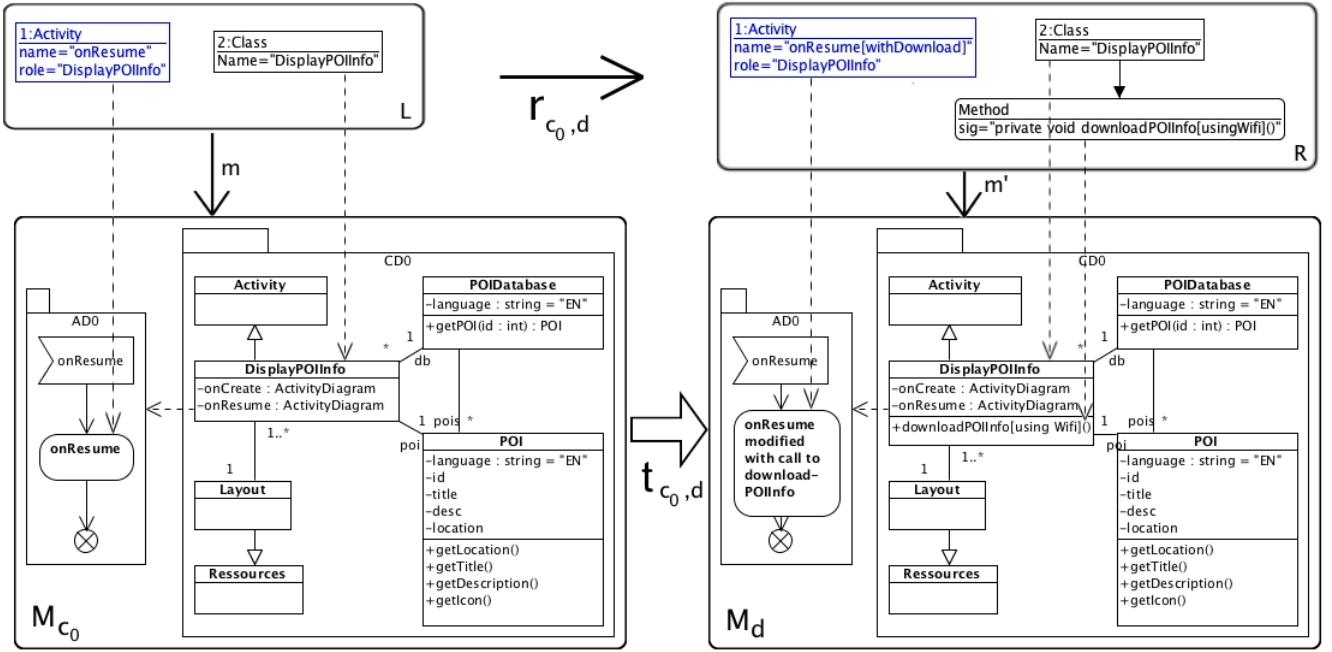 1:Activity
name="onResume"
role="DisplayPOIInfo"
2:Class
Name="DisplayPOIInfo"
L
r c0,d
1:Activity
name="onResume[withDownload]"
role="DisplayPOIInfo"
2:Class
Name="DisplayPOIInfo"
Method
sig="private void downloadPOIInfo[usingWifi]()"
R
m
m'
CD0
Activity
POIDatabase
-language : string = "EN"
+getPOI(id : int) : POI
AD0
onResume
1
*
db
DisplayPOIInfo
-onCreate : ActivityDiagram
-onResume : ActivityDiagram
1 pois *
poi
1..*
onResume
POI
-language : string = "EN"
-id
-title
-desc
-location
+getLocation()
+getTitle()
+getDescription()
+getIcon()
1
Layout
Ressources
Mc0
t c0,d
CD0
Activity
POIDatabase
-language : string = "EN"
+getPOI(id : int) : POI
AD0
onResume
1
*
db
DisplayPOIInfo
-onCreate : ActivityDiagram
-onResume : ActivityDiagram
+downloadPOIInfo[using Wifi]()
1 pois *
poi
1..*
onResume
modified
with call to
download-
POIInfo
POI
-language : string = "EN"
-id
-title
-desc
-location
+getLocation()
+getTitle()
+getDescription()
+getIcon()
1
Layout
Ressources
Md